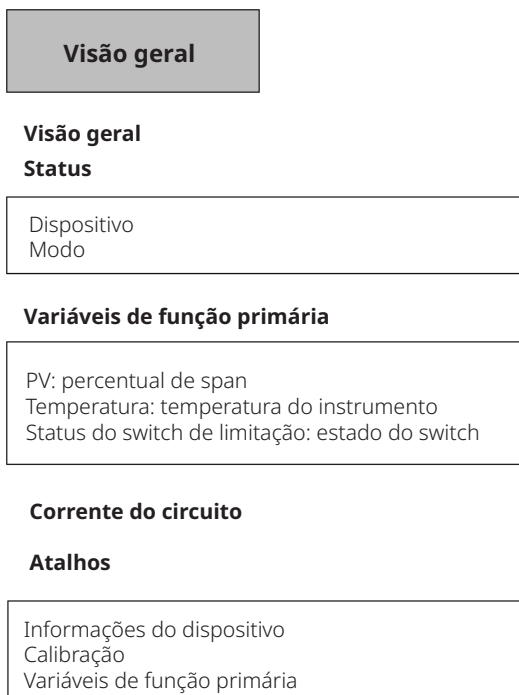 Visão geral
Visão geral
Status
Dispositivo
Modo
Variáveis de função primária
PV: percentual de span
Temperatura: temperatura do instrumento
Status do switch de limitação: estado do switch
Corrente do circuito
Atalhos
Informações do dispositivo
Calibração
Variáveis de função primária